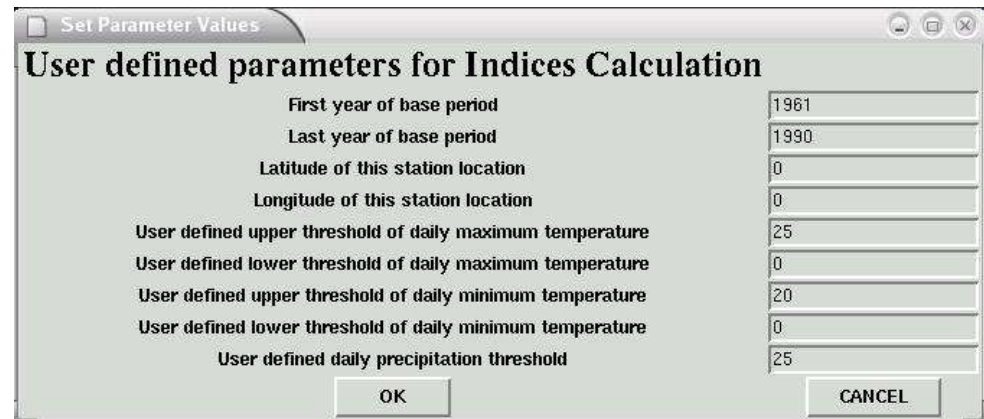 Set Parameter Values
User defined parameters for Indices Calculation
First year of base period 1961
Last year of base period 1990
Latitude of this station location 0
Longitude of this station location 0
User defined upper threshold of daily maximum temperature 25
User defined lower threshold of daily maximum temperature 0
User defined upper threshold of daily minimum temperature 20
User defined lower threshold of daily minimum temperature 0
User defined daily precipitation threshold 25
OK CANCEL